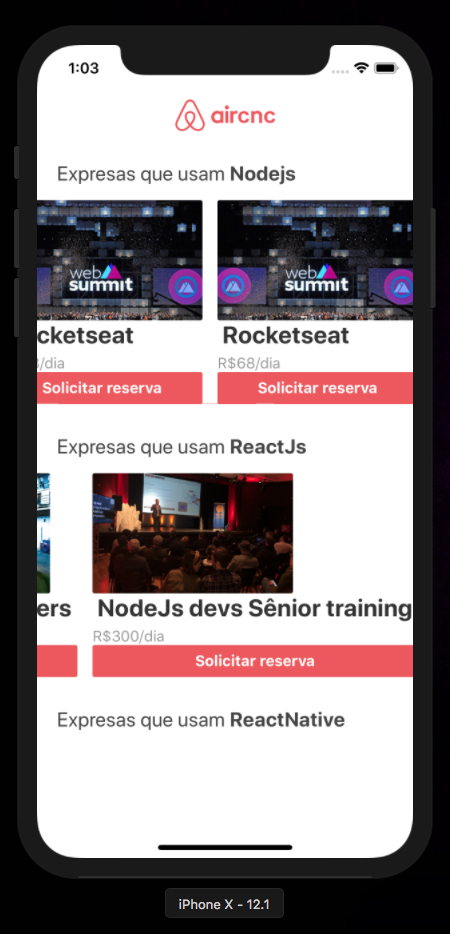 1:03
aircnc
Expresas que usam Nodejs
web
summit
web
summit
cketseat
Rocketseat
/dia
R$68/dia
Solicitar reserva
Solicitar reserva
Expresas que usam ReactJs
ers
NodeJs devs Sênior training
R$300/dia
Solicitar reserva
Expresas que usam ReactNative
iPhone X - 12.1